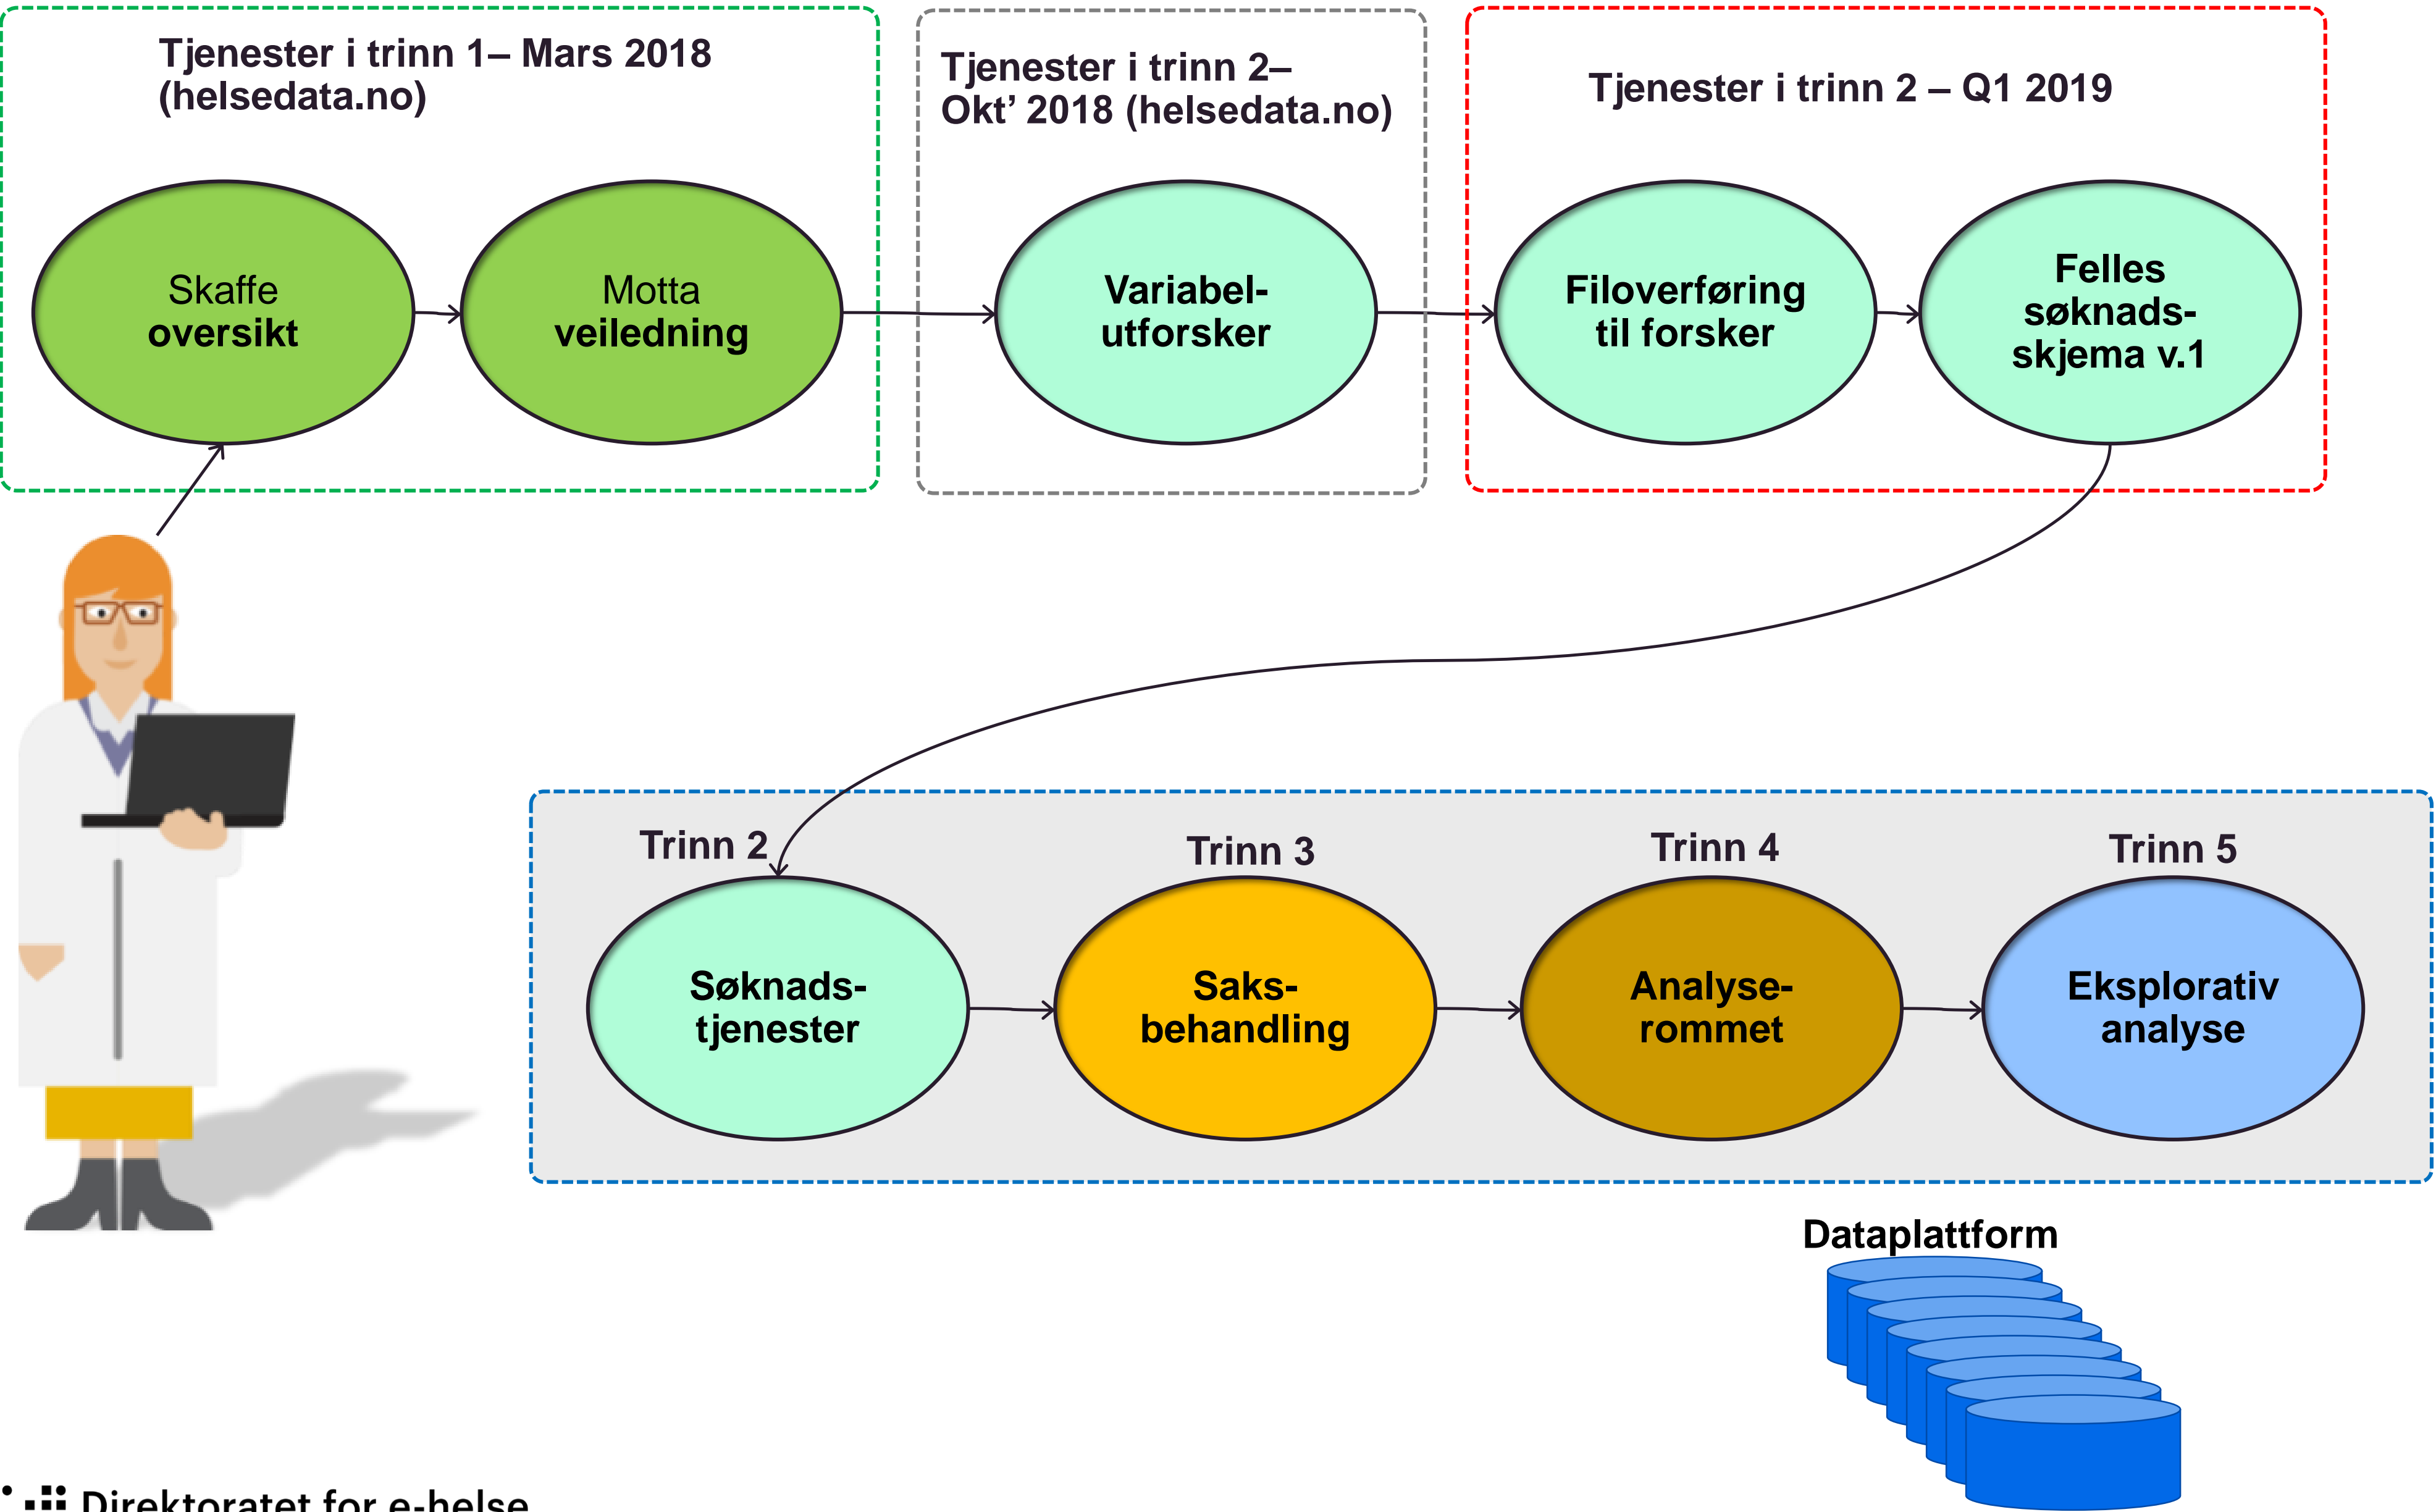 Tjenester i trinn 1– Mars 2018
(helsedata.no)
Tjenester i trinn 2–
Okt’ 2018 (helsedata.no)
Tjenester i trinn 2 – Q1 2019
Skaffe
oversikt
Motta
veiledning
Variabel-
utforsker
Filoverføring
til forsker
Felles
søknads-
skjema v.1
Trinn 2
Trinn 3
Trinn 4
Trinn 5
Søknads-
tjenester
Saks-
behandling
Analyse-
rommet
Eksplorativ
analyse
Dataplattform
Direktoratet for e-helse